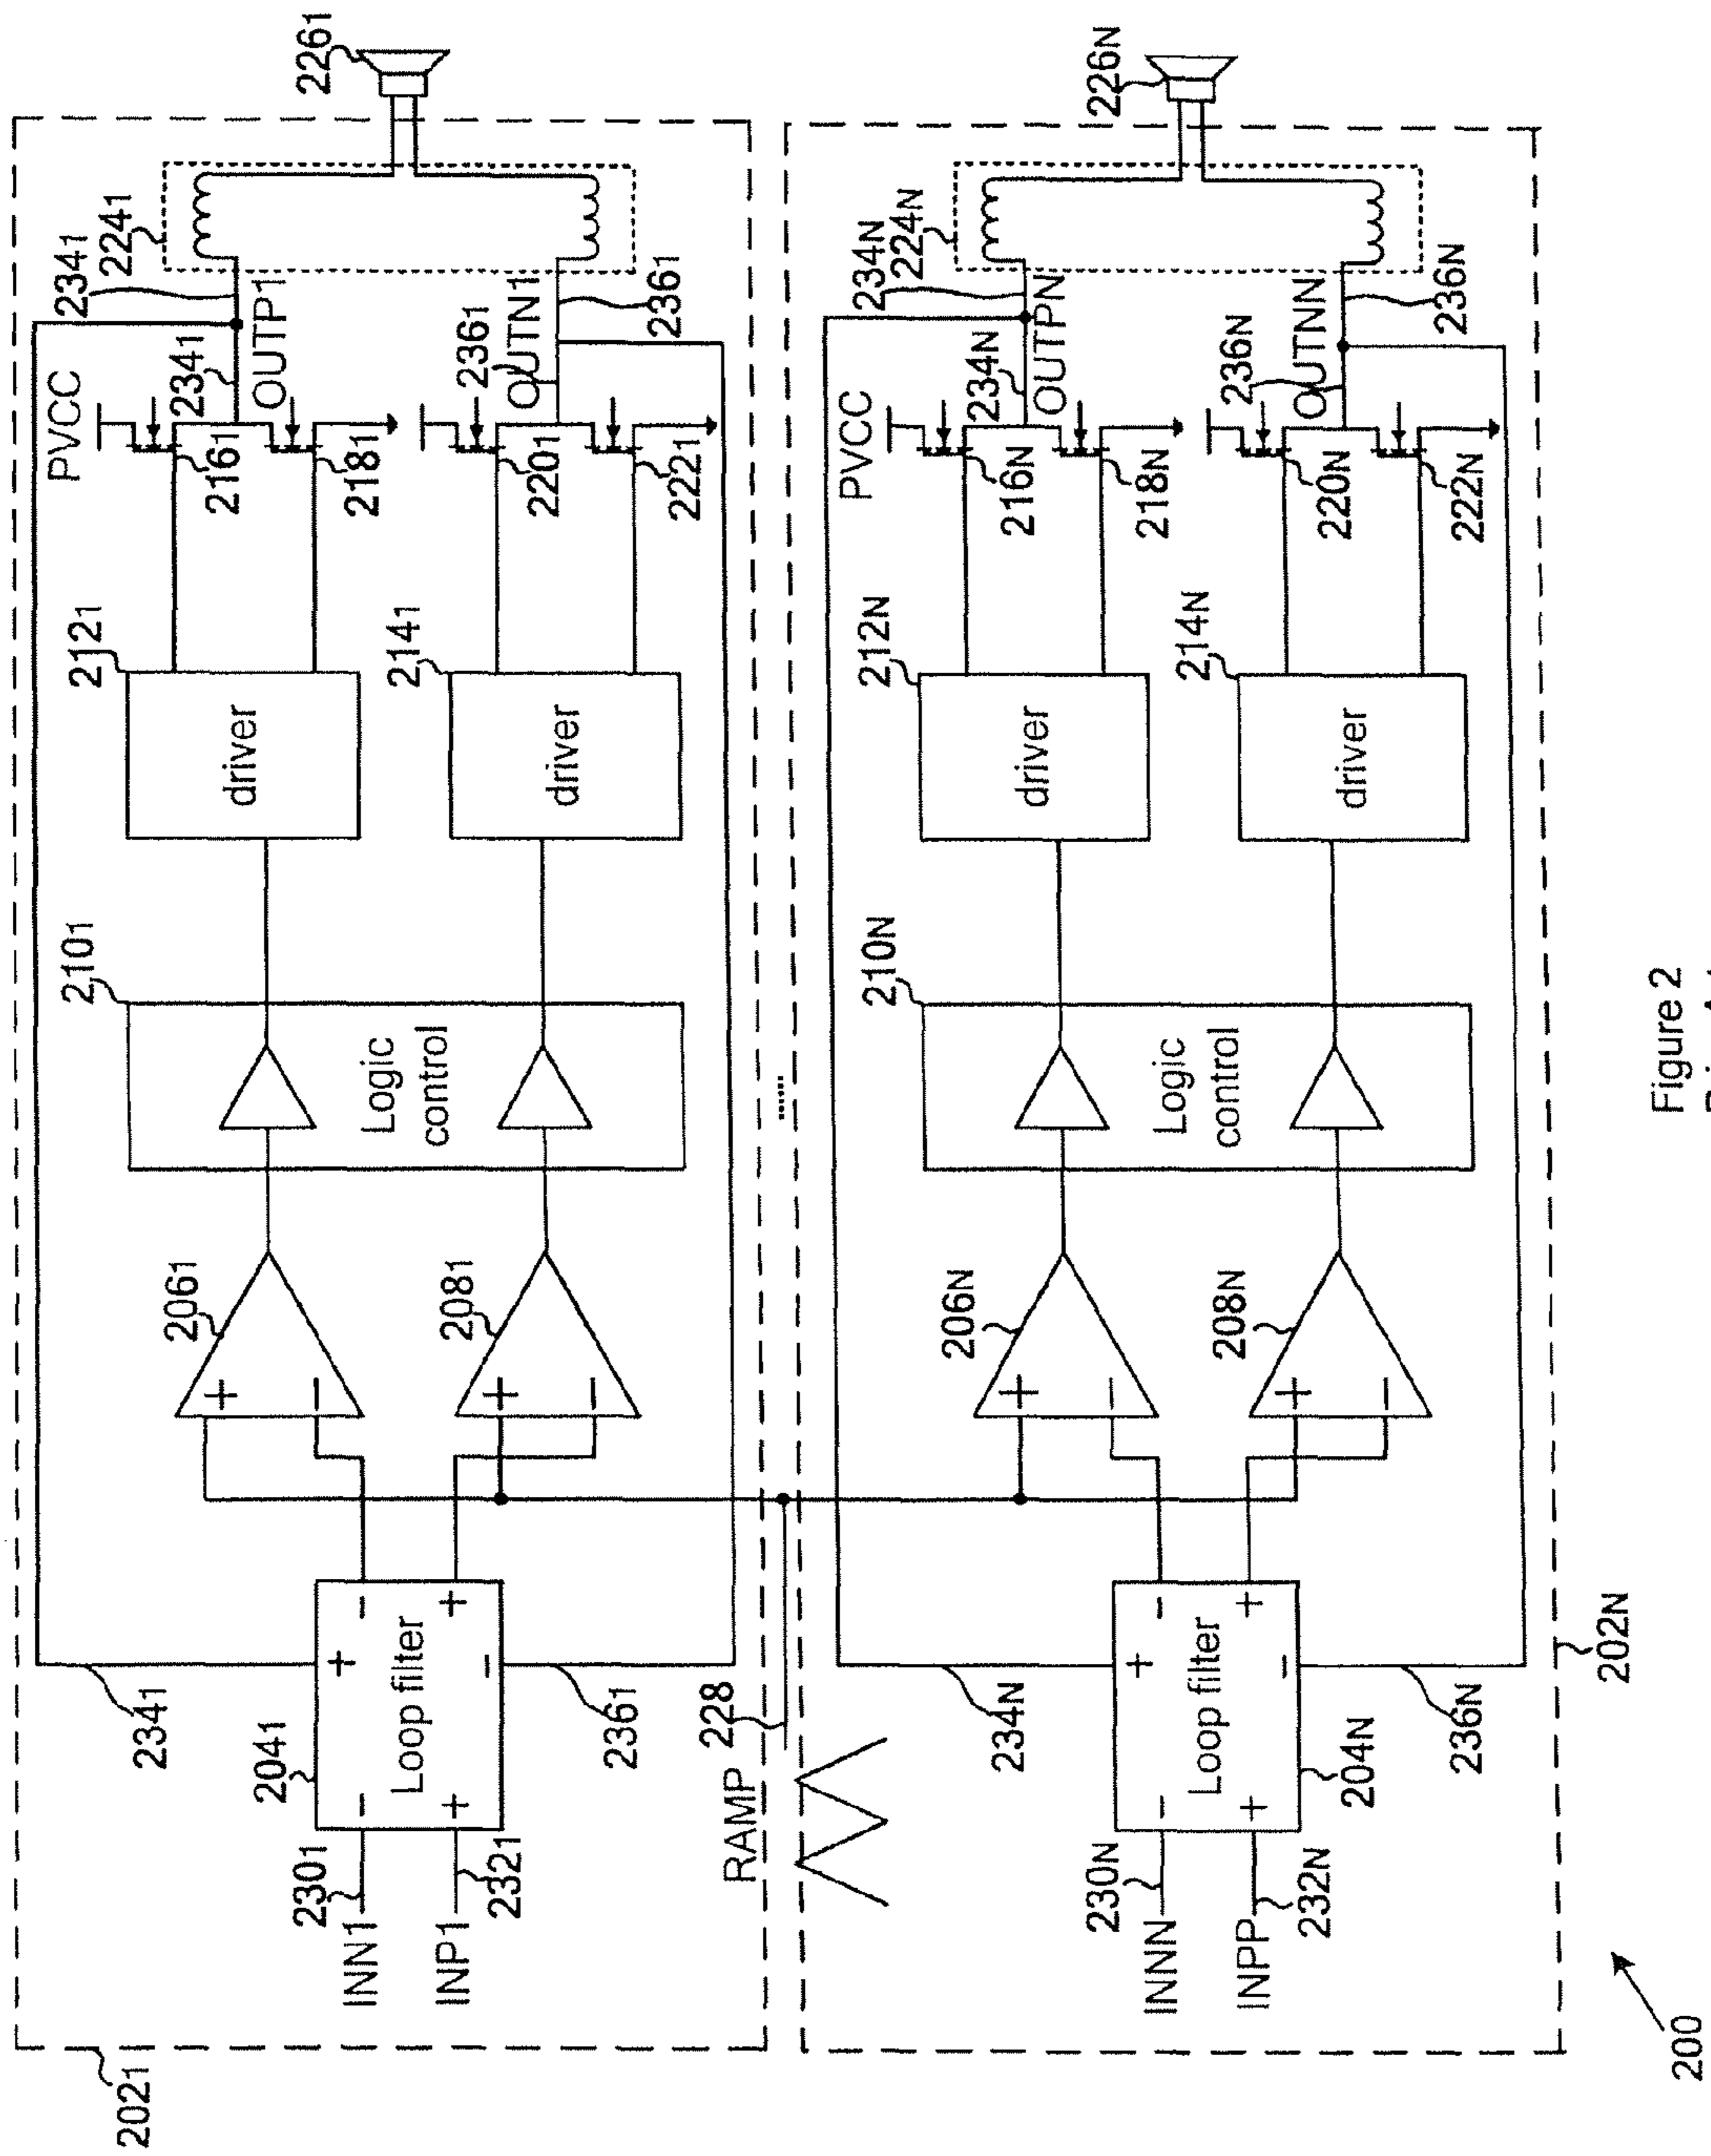 2021
2041
INN1
2301
INP1
2321
Loop filter
- +
+
-
- +
2341
2361
2061
+
-
2081
+
-
2101
Logic
control
2121
driver
2141
driver
PVCC
2161
2181
2341
OUTP1
2341
2201
2221
2361
OUTN1
2361
2241
2261
RAMP
228
......
204N
INNN
230N
INPP
232N
Loop filter
- +
+
-
- +
234N
236N
206N
+
-
208N
+
-
210N
Logic
control
212N
driver
214N
driver
PVCC
216N
218N
234N
OUTPN
234N
220N
222N
236N
OUTNN
236N
224N
226N
202N
200
Figure 2
Prior Art